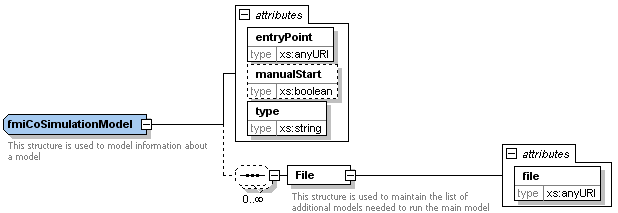 attributes
entryPoint
type xs:anyURI
manualStart
type xs:boolean
type
type xs:string
fmiCoSimulationModel
This structure is used to model information about
a model
0..∞
File
This structure is used to maintain the list of
additional models needed to run the main model
attributes
file
type xs:anyURI